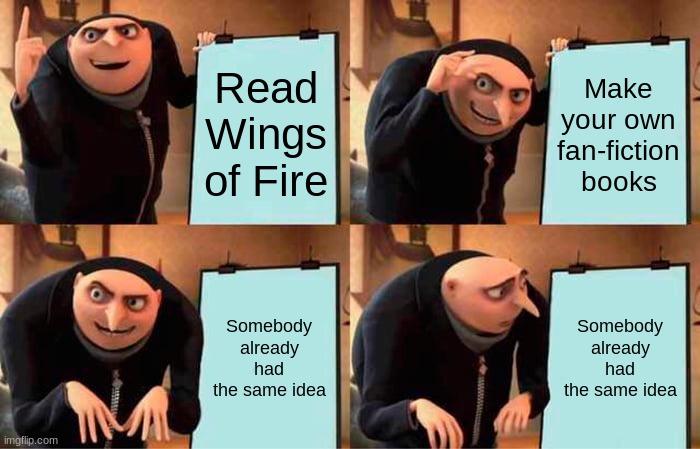 Read
Wings
of Fire
Make
your own
fan-fiction
books
Somebody
already
had
the same idea
Somebody
already
had
the same idea
imgflip.com